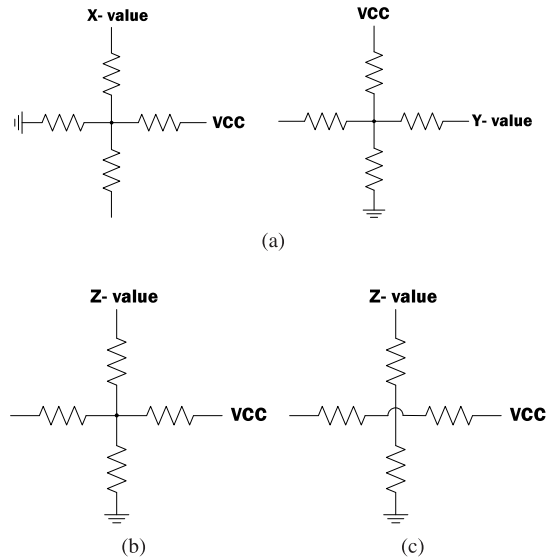 X- value
VCC
VCC
Y- value
(a)
Z- value
Z- value
VCC
VCC
(b)
(c)